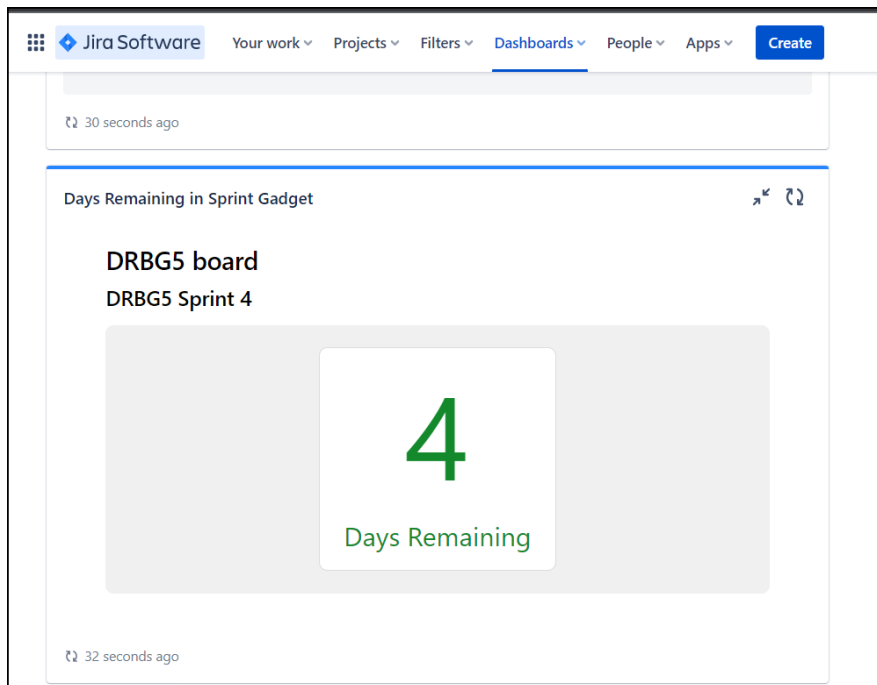 Jira Software Your work Projects Filters Dashboards People Apps Create
30 seconds ago
Days Remaining in Sprint Gadget
DRBG5 board
DRBG5 Sprint 4
4
Days Remaining
32 seconds ago